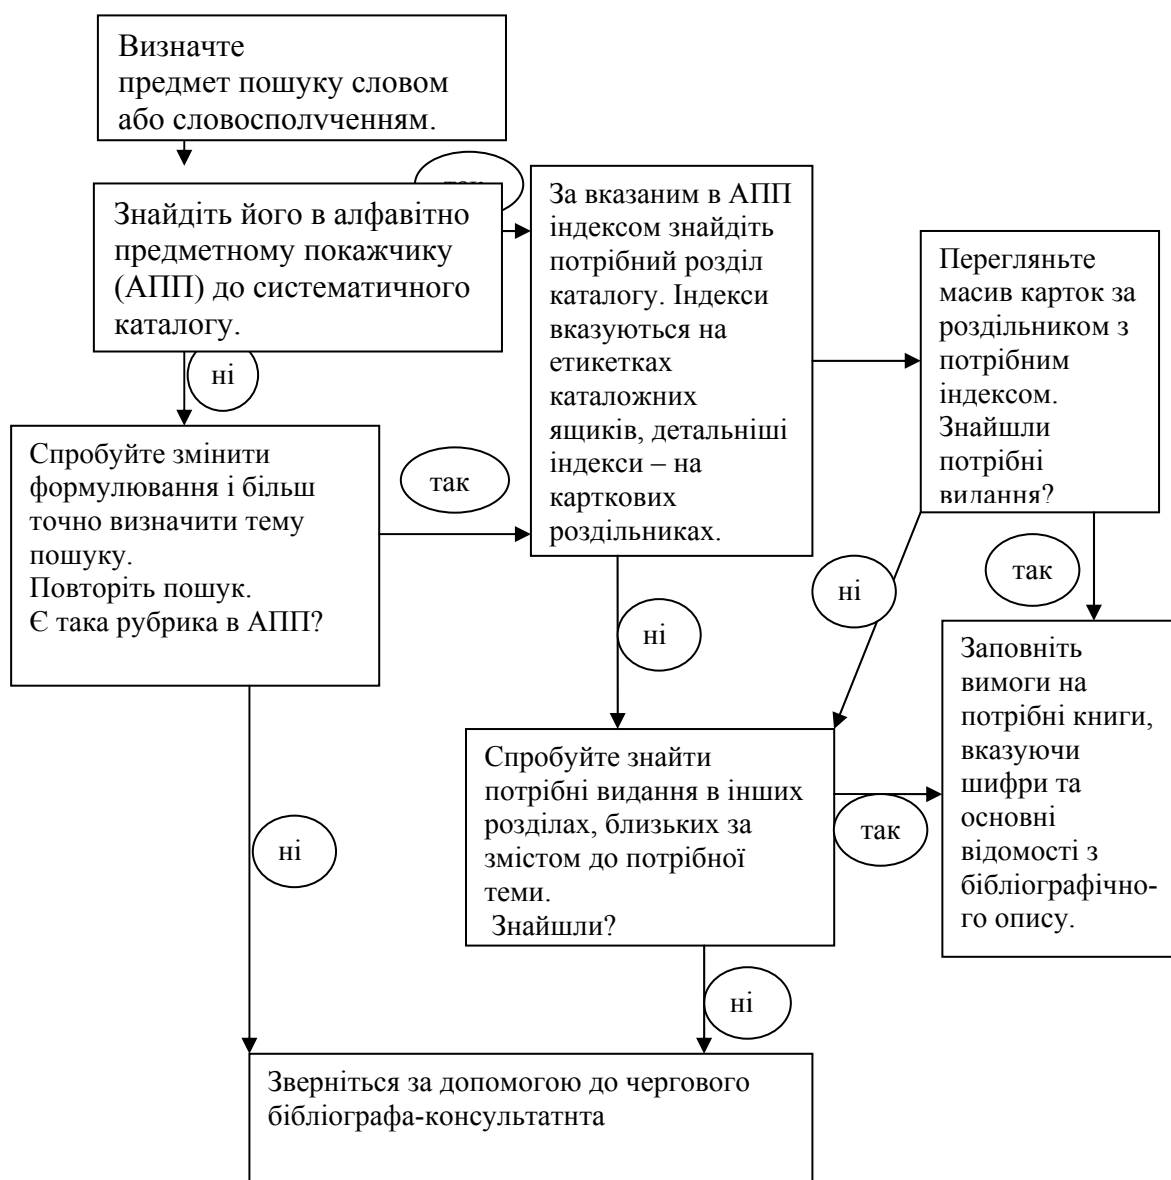 Визначте
предмет пошуку словом
або словосполученням.
так
Знайдіть його в алфавітно
предметному покажчику
(АПП) до систематичного
каталогу.
За вказаним в АПП
індексом знайдіть
потрібний розділ
каталогу. Індекси
вказуються на
етикетках
каталожних
ящиків, детальніші
індекси – на
карткових
роздільниках.
Перегляньте
масив карток за
роздільником з
потрібним
індексом.
Знайшли
потрібні
видання?
ні
Спробуйте змінити
формулювання і більш
точно визначити тему
пошуку.
Повторіть пошук.
Є така рубрика в АПП?
так
ні
ні
так
Заповніть
вимоги на
потрібні книги,
вказуючи
шифри та
основні
відомості з
бібліографічно-
го опису.
Спробуйте знайти
потрібні видання в інших
розділах, близьких за
змістом до потрібної
теми.
Знайшли?
так
ні
ні
Зверніться за допомогою до чергового
бібліографа-консультатнта